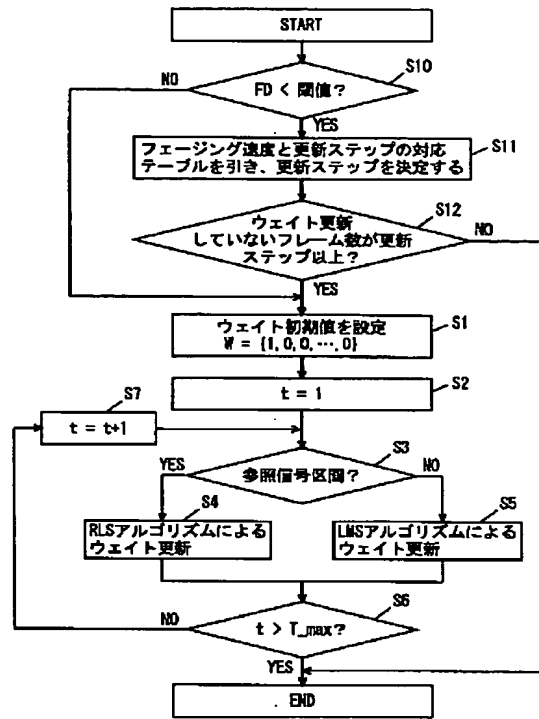 START
S10
NO
FD < 閾値?
YES
フェージング速度と更新ステップの対応
テーブルを引き、更新ステップを決定する
S11
S12
ウェイト更新
していないフレーム数が更新
ステップ以上?
NO
YES
ウェイト初期値を設定
W = {1,0,0,…,0}
S1
t = 1
S2
S7
t = t+1
S3
YES
参照信号区間?
NO
S4
RLSアルゴリズムによる
ウェイト更新
S5
LMSアルゴリズムによる
ウェイト更新
S6
NO
t > T_max?
YES
END